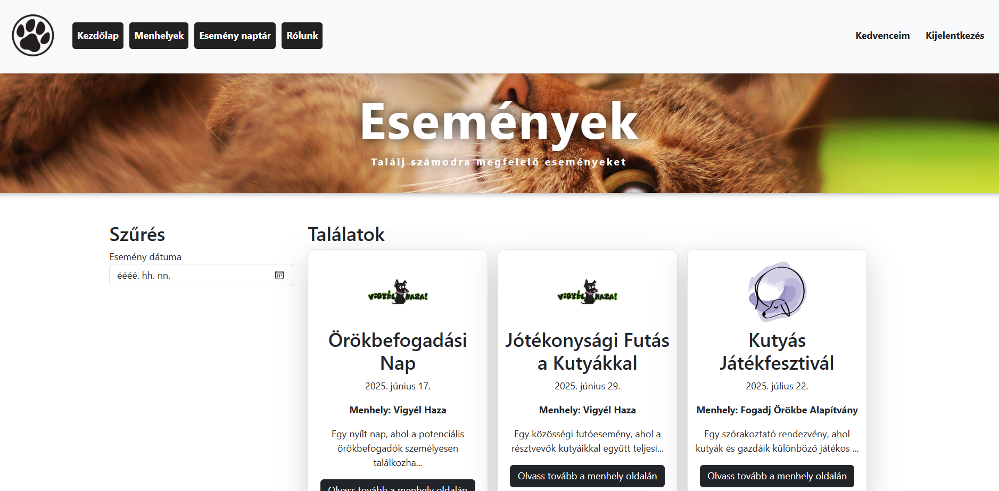 Kezdőlap
Menhelyek
Esemény naptár
Rólunk
Kedvenceim
Kijelentkezés
Események
Találj számodra megfelelő eseményeket
Szűrés
Esemény dátuma
éééé. hh. nn.
Találatok
VIGYÉL HAZA!
Örökbefogadási
Nap
2025. június 17.
Menhely: Vigyél Haza
Egy nyílt nap, ahol a potenciális
örökbefogadók személyesen
találkozha...
Olvass tovább a menhely oldalán
VIGYÉL HAZA!
Jótékonysági Futás
a Kutyákkal
2025. június 29.
Menhely: Vigyél Haza
Egy közösségi futóesemény, ahol a
résztvevők kutyáikkal együtt teljesí...
Olvass tovább a menhely oldalán
Kutyás
Játékfesztivál
2025. július 22.
Menhely: Fogadj Örökbe Alapítvány
Egy szórakoztató rendezvény, ahol
kutyák és gazdáik különböző játékos ...
Olvass tovább a menhely oldalán